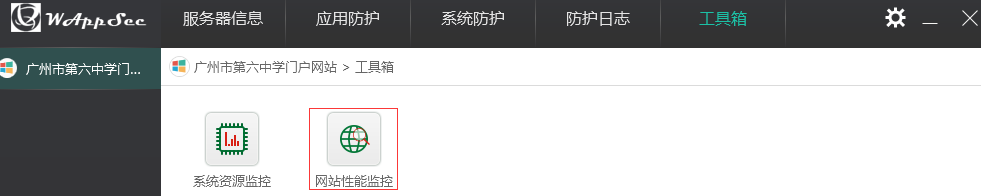 WAppSec 服务器信息 应用防护 系统防护 防护日志 工具箱
广州市第六中学门... 广州市第六中学门户网站 > 工具箱
系统资源监控 网站性能监控